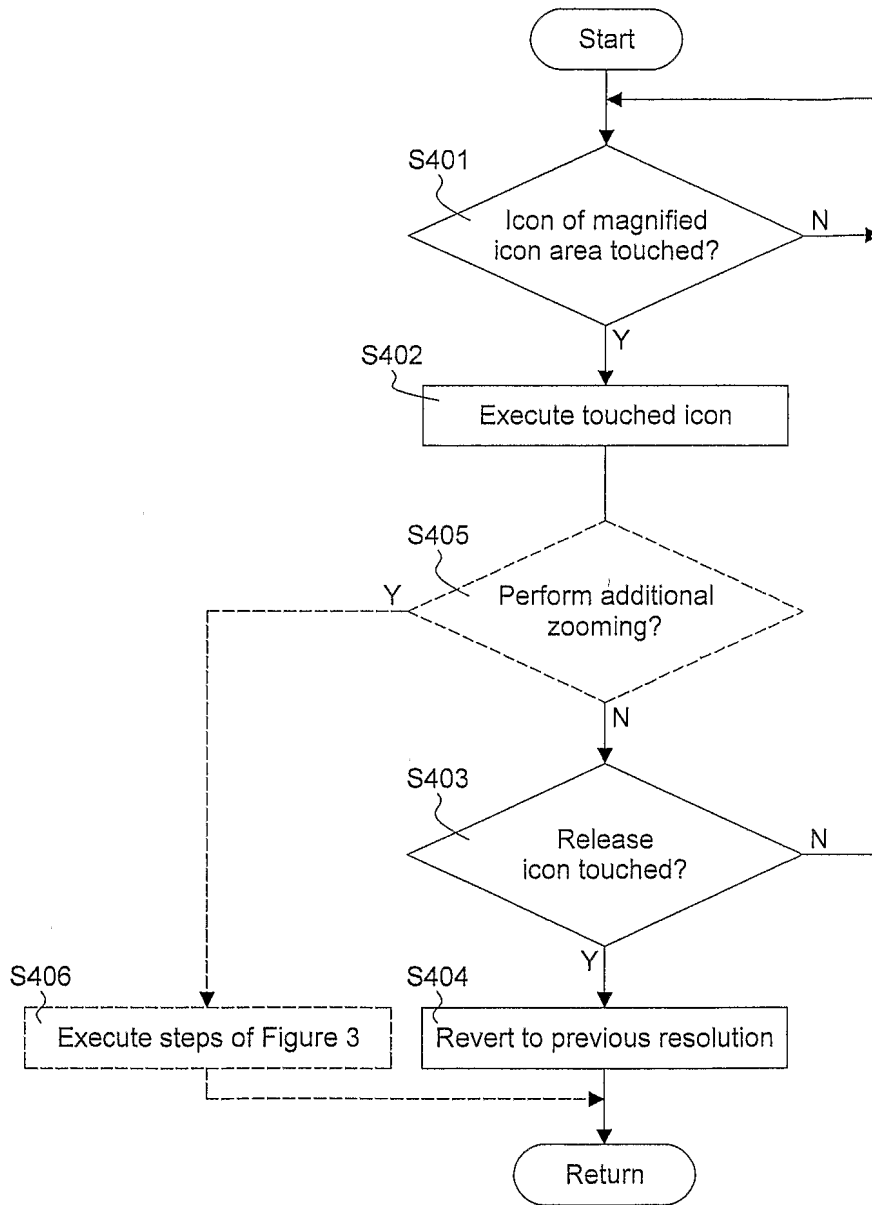 Start
S401
Icon of magnified
icon area touched?
N
Y
S402
Execute touched icon
S405
Y
Perform additional
zooming?
N
S403
Release
icon touched?
N
Y
S406
Execute steps of Figure 3
S404
Revert to previous resolution
Return